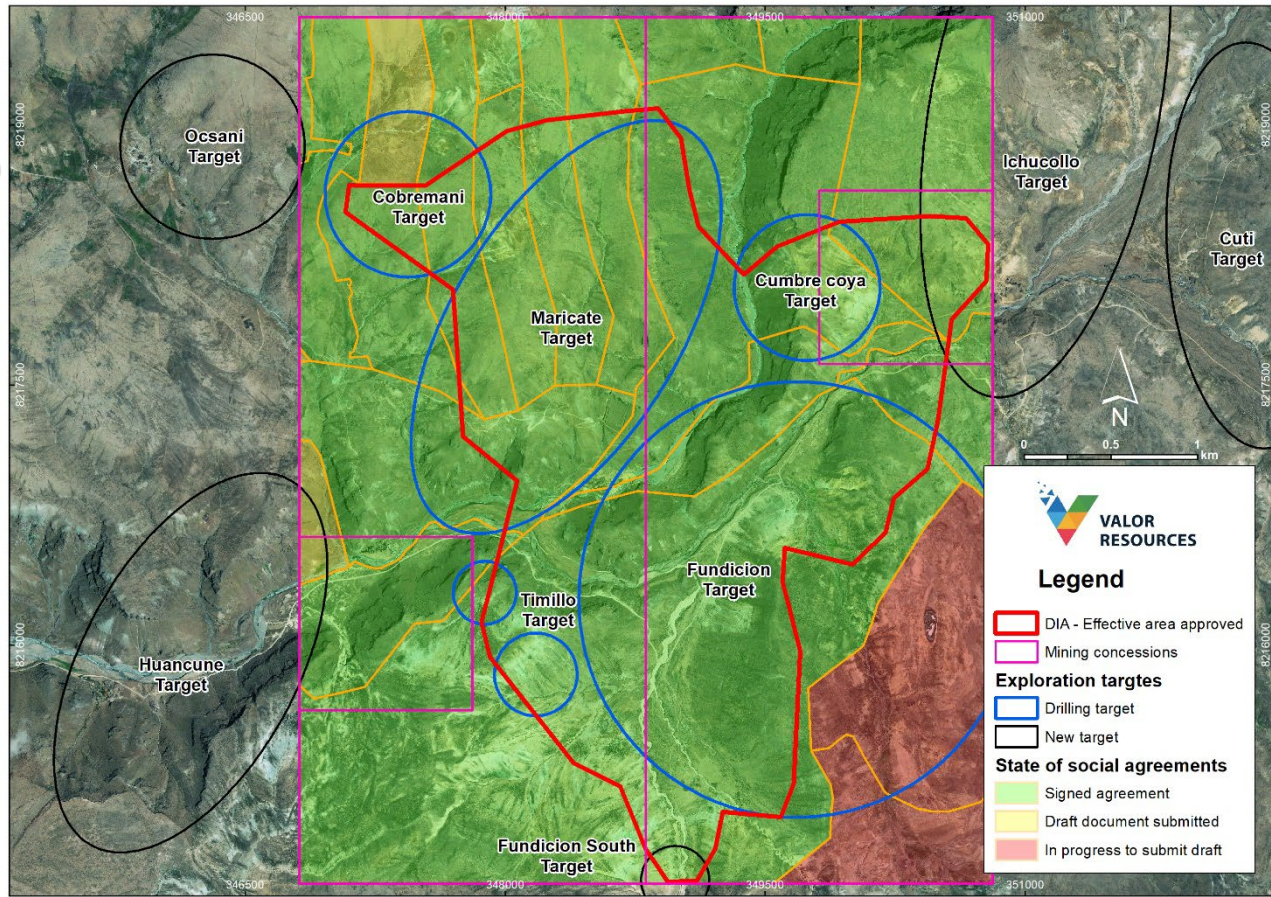 346500
348000
349500
351000
8219000
8219000
Ocsani
Target
Cobremani
Target
Ichucollo
Target
Cuti
Target
Cumbre coya
Target
Maricate
Target
8217500
8217500
N
0 0.5 1
km
VALOR
RESOURCES
Legend
DIA - Effective area approved
Mining concessions
Exploration targtes
Drilling target
New target
State of social agreements
Signed agreement
Draft document submitted
In progress to submit draft
Fundicion
Target
Timillo
Target
Huancune
Target
8216000
8216000
Fundicion South
Target
346500
348000
349500
351000